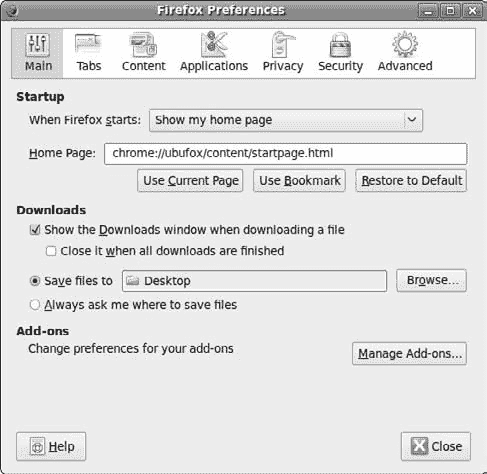 Firefox Preferences
Main Tabs Content Applications Privacy Security Advanced
Startup
When Firefox starts: Show my home page
Home Page: chrome://ubufox/content/startpage.html
Use Current Page Use Bookmark Restore to Default
Downloads
Show the Downloads window when downloading a file
Close it when all downloads are finished
Save files to Desktop Browse...
Always ask me where to save files
Add-ons
Change preferences for your add-ons
Manage Add-ons...
Help Close